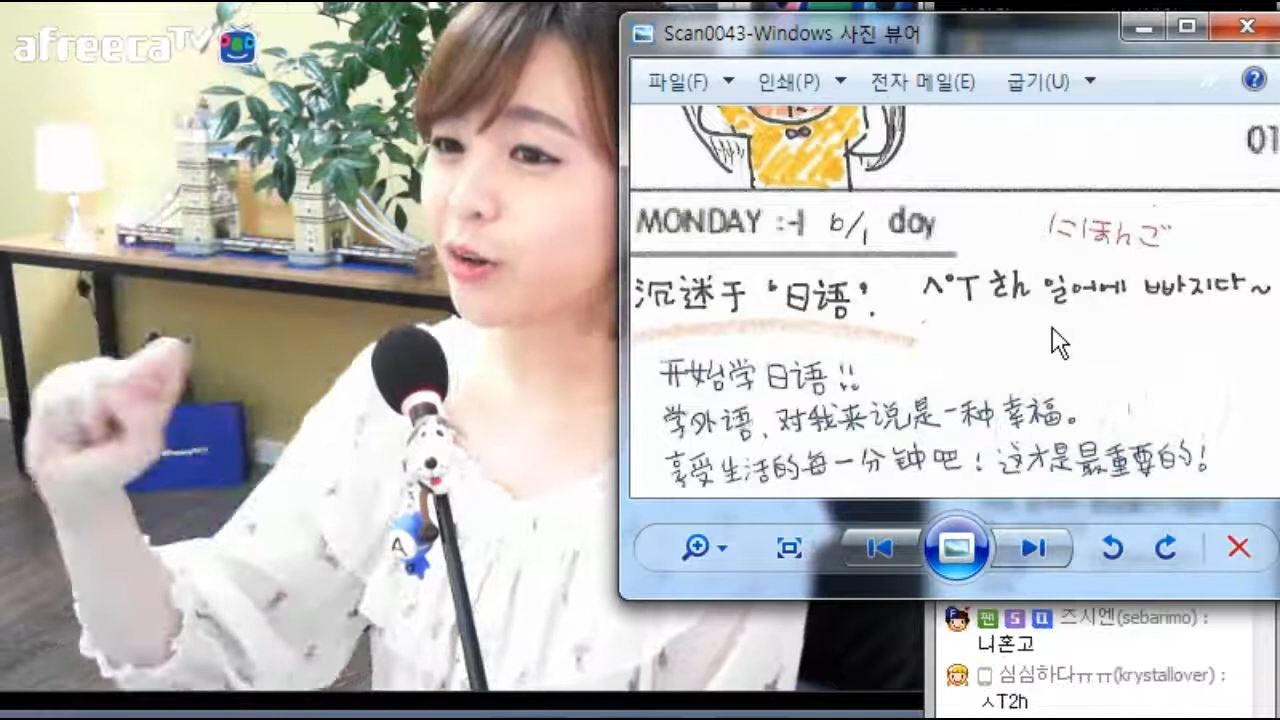 afreecaTV
Scan0043-Windows 사진 뷰어
파일(F) 인쇄(P) 전자 메일(E) 굽기(U)
01
MONDAY :-| 6/1 day
にほんご
沉迷于 '日语'.
일어에 빠지다~
开始学日语!!
学外语, 对我来说是一种幸福。
享受生活的每一分钟吧! 这才是最重要的!
A
팬 S 즈시엔(sebarimo) :
니혼고
심심하다ㅠㅠ(krystallover) :
ㅅT2h